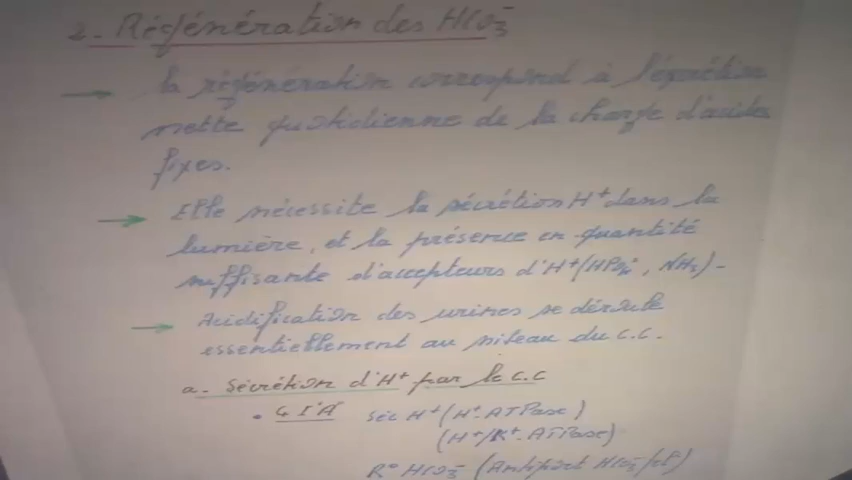 2. Régénération des HCO3-
→ la régénération correspond à l'éxcrétion
nette quotidienne de la charge d'acides
fixes.
→ Elle nécessite la sécrétion H+ dans la
lumière, et la présence en quantité
suffisante d'accepteurs d'H+ (HPO4=, NH3) -
→ Acidification des urines se déroule
essentiellement au niveau du C.C.
a. Sécrétion d'H+ par le C.C
• C I A séc H+ (H+-ATPase)
(H+/K+-ATPase)
R° HCO3- (Antiport HCO3-/Cl-)